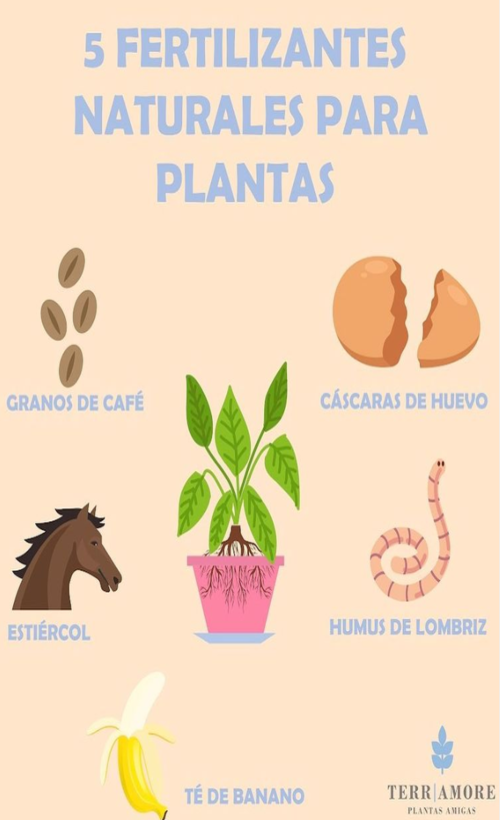 5 FERTILIZANTES
NATURALES PARA
PLANTAS
GRANOS DE CAFÉ
CÁSCARAS DE HUEVO
ESTIÉRCOL
HUMUS DE LOMBRIZ
TÉ DE BANANO
TERR|AMORE
PLANTAS AMIGAS